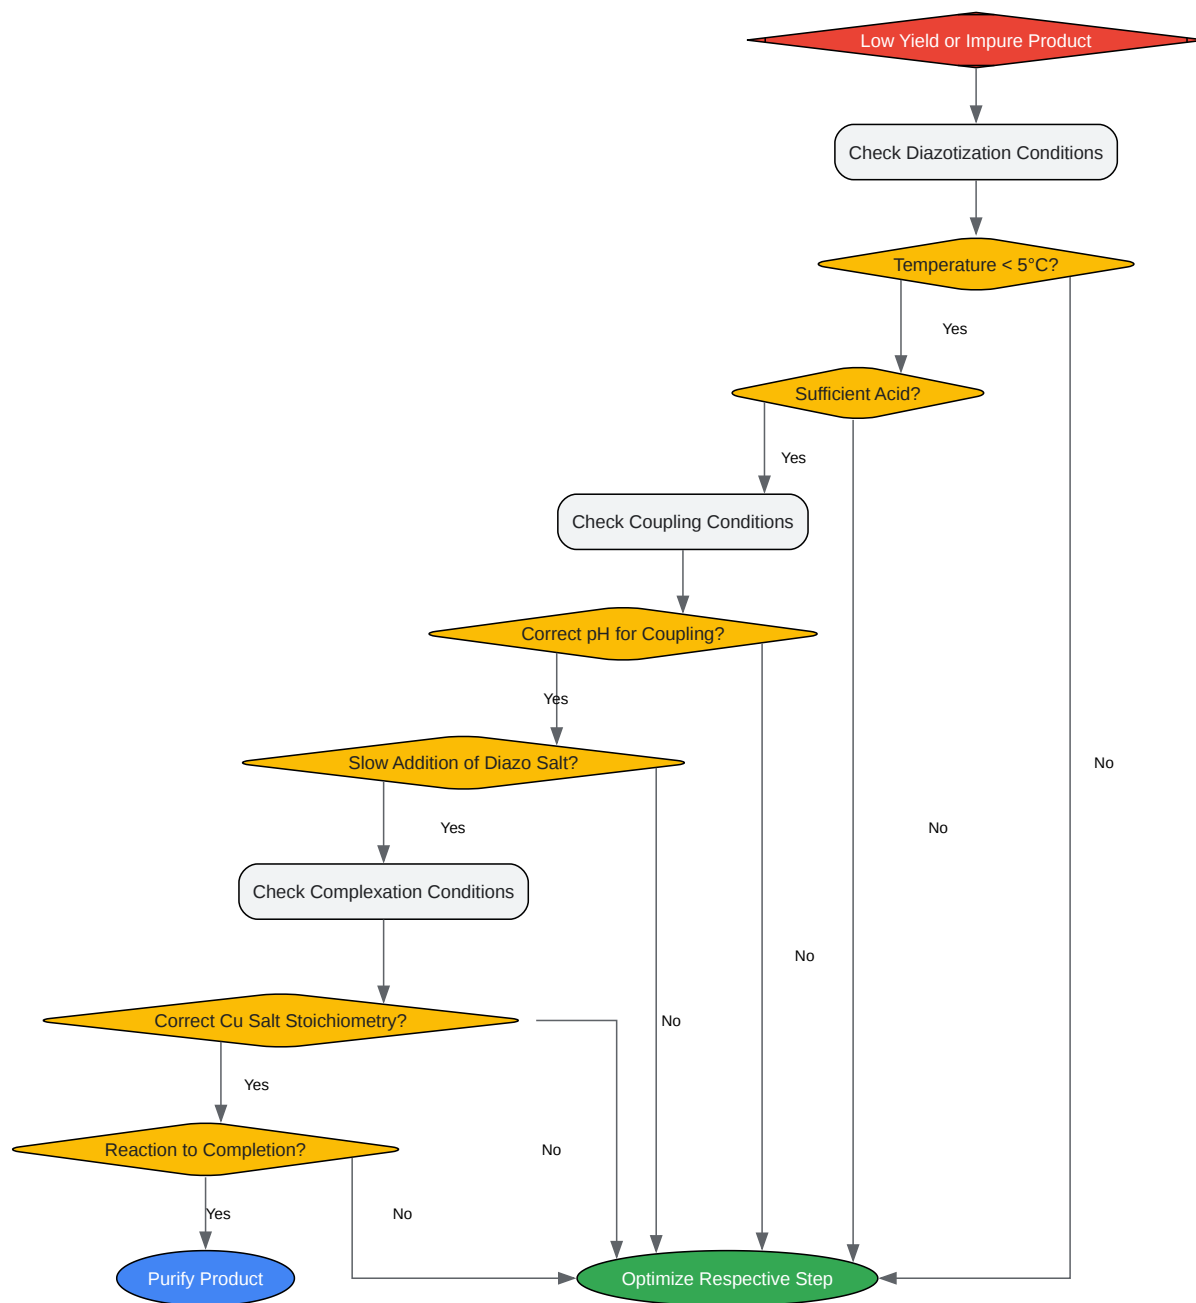 Low Yield or Impure Product
Check Diazotization Conditions
Temperature < 5°C?
Yes
Sufficient Acid?
Yes
Check Coupling Conditions
Correct pH for Coupling?
Yes
Slow Addition of Diazo Salt?
No
Yes
No
Check Complexation Conditions
No
Correct Cu Salt Stoichiometry?
No
Yes
Reaction to Completion?
No
Yes
No
Purify Product
Optimize Respective Step